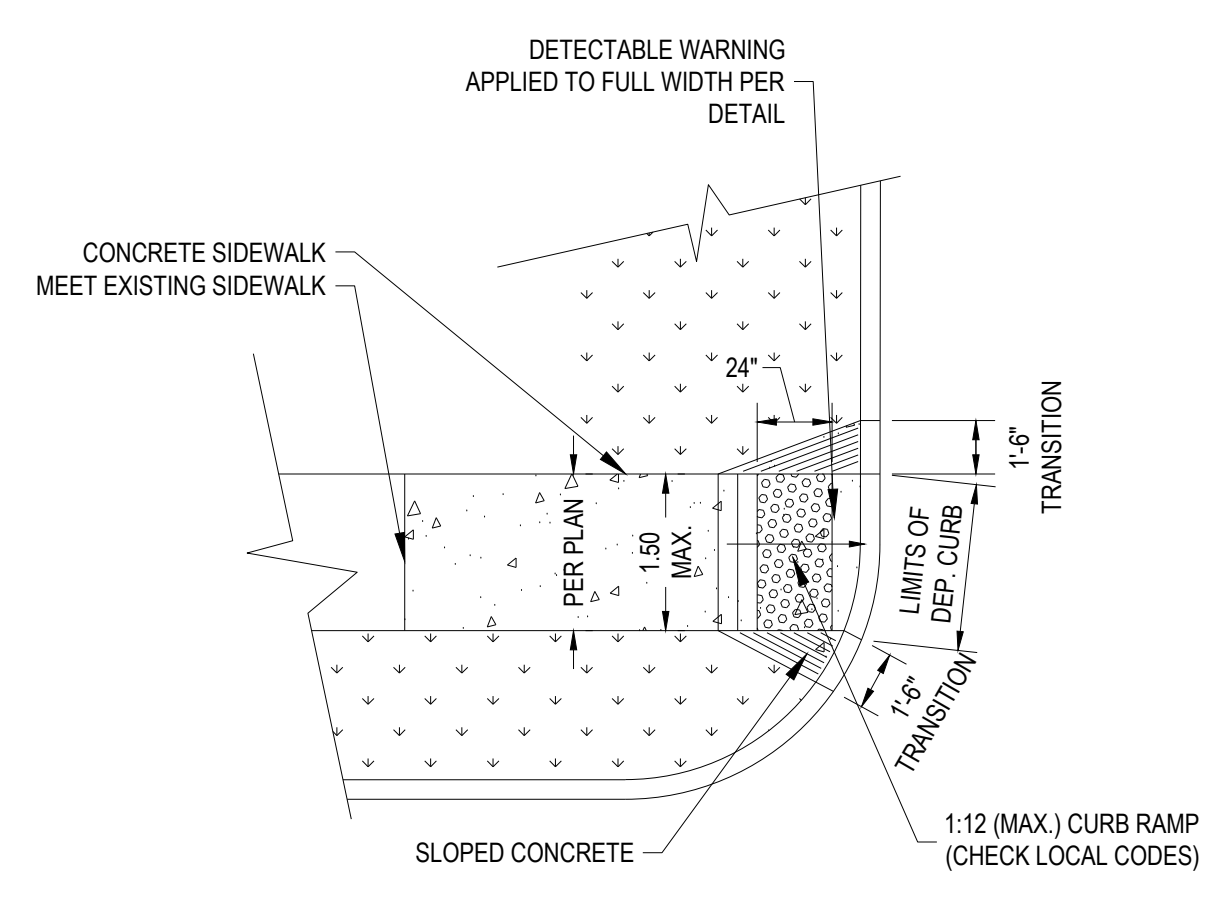 DETECTABLE WARNING
APPLIED TO FULL WIDTH PER
DETAIL
CONCRETE SIDEWALK
MEET EXISTING SIDEWALK
24"
1'-6"
TRANSITION
PER PLAN
1.50
MAX.
LIMITS OF
DEP. CURB
1'-6"
TRANSITION
SLOPED CONCRETE
1:12 (MAX.) CURB RAMP
(CHECK LOCAL CODES)